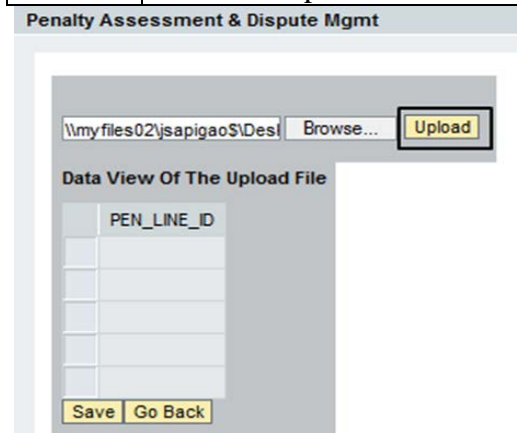 Penalty Assessment & Dispute Mgmt
\\myfiles02\jsapigao$\Desl Browse... Upload
Data View Of The Upload File
PEN_LINE_ID
Save Go Back